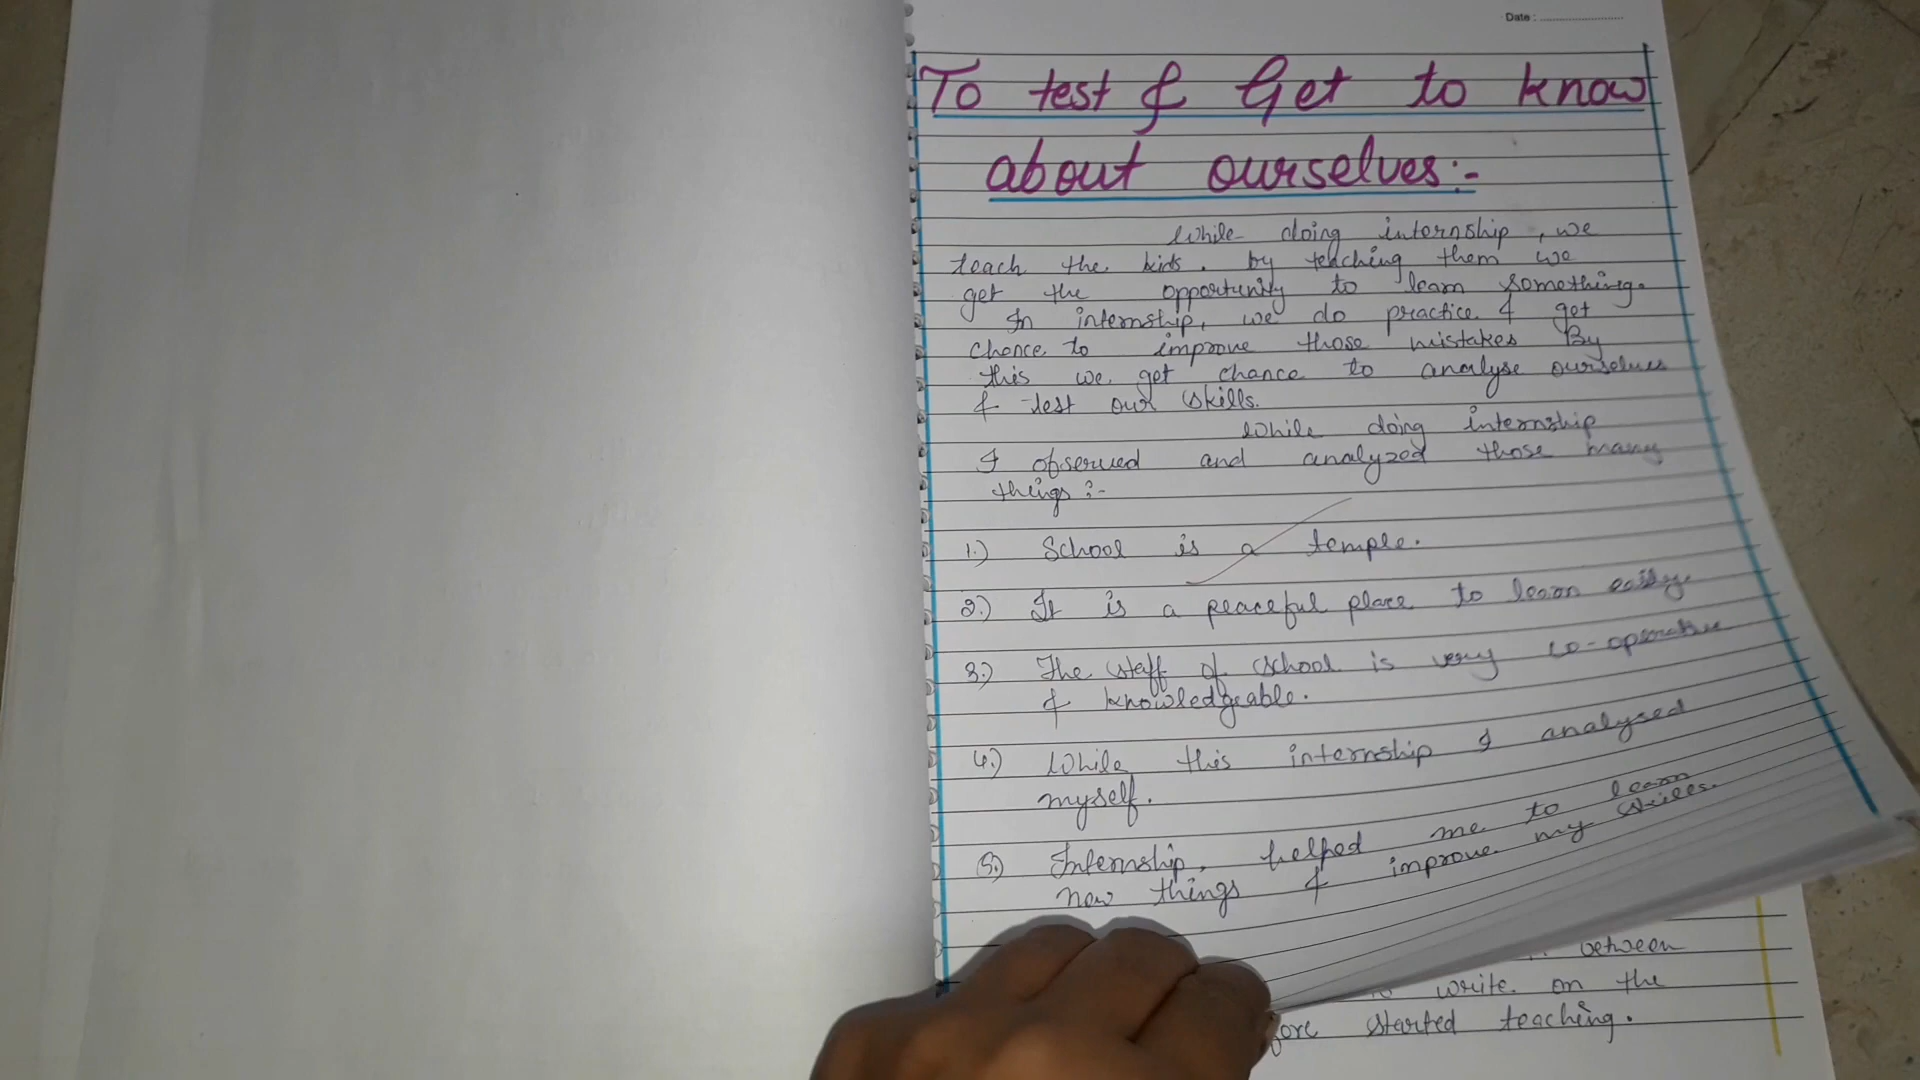 Date :
To test & Get to know
about ourselves:-
While doing internship, we
teach the kids. by teaching them we
get the opportunity to learn something.
In internship, we do practice & get
chance to improve those mistakes By
this we get chance to analyse ourselves
& test our skills.
While doing internship
I observed and analyzed those many
things :-
1.) School is a temple.
2.) It is a peaceful place to learn easily.
3.) The staff of school is very co-operative
& knowledgeable.
4.) While this internship I analysed
myself.
5.) Internship, helped me to learn
new things & improve my skills.
between
write on the
fore started teaching.